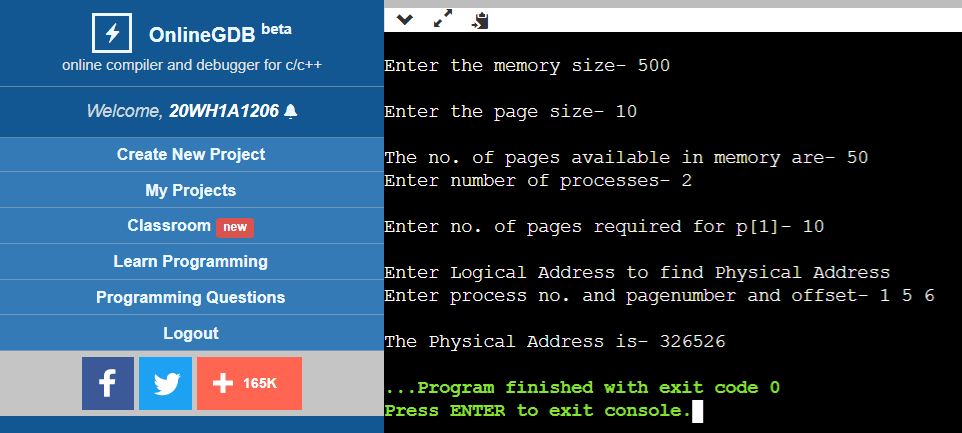 OnlineGDB beta
online compiler and debugger for c/c++
Welcome, 20WH1A1206
Create New Project
My Projects
Classroom new
Learn Programming
Programming Questions
Logout
f
+ 165K
Enter the memory size- 500
Enter the page size- 10
The no. of pages available in memory are- 50
Enter number of processes- 2
Enter no. of pages required for p[1]- 10
Enter Logical Address to find Physical Address
Enter process no. and pagenumber and offset- 1 5 6
The Physical Address is- 326526
...Program finished with exit code 0
Press ENTER to exit console.